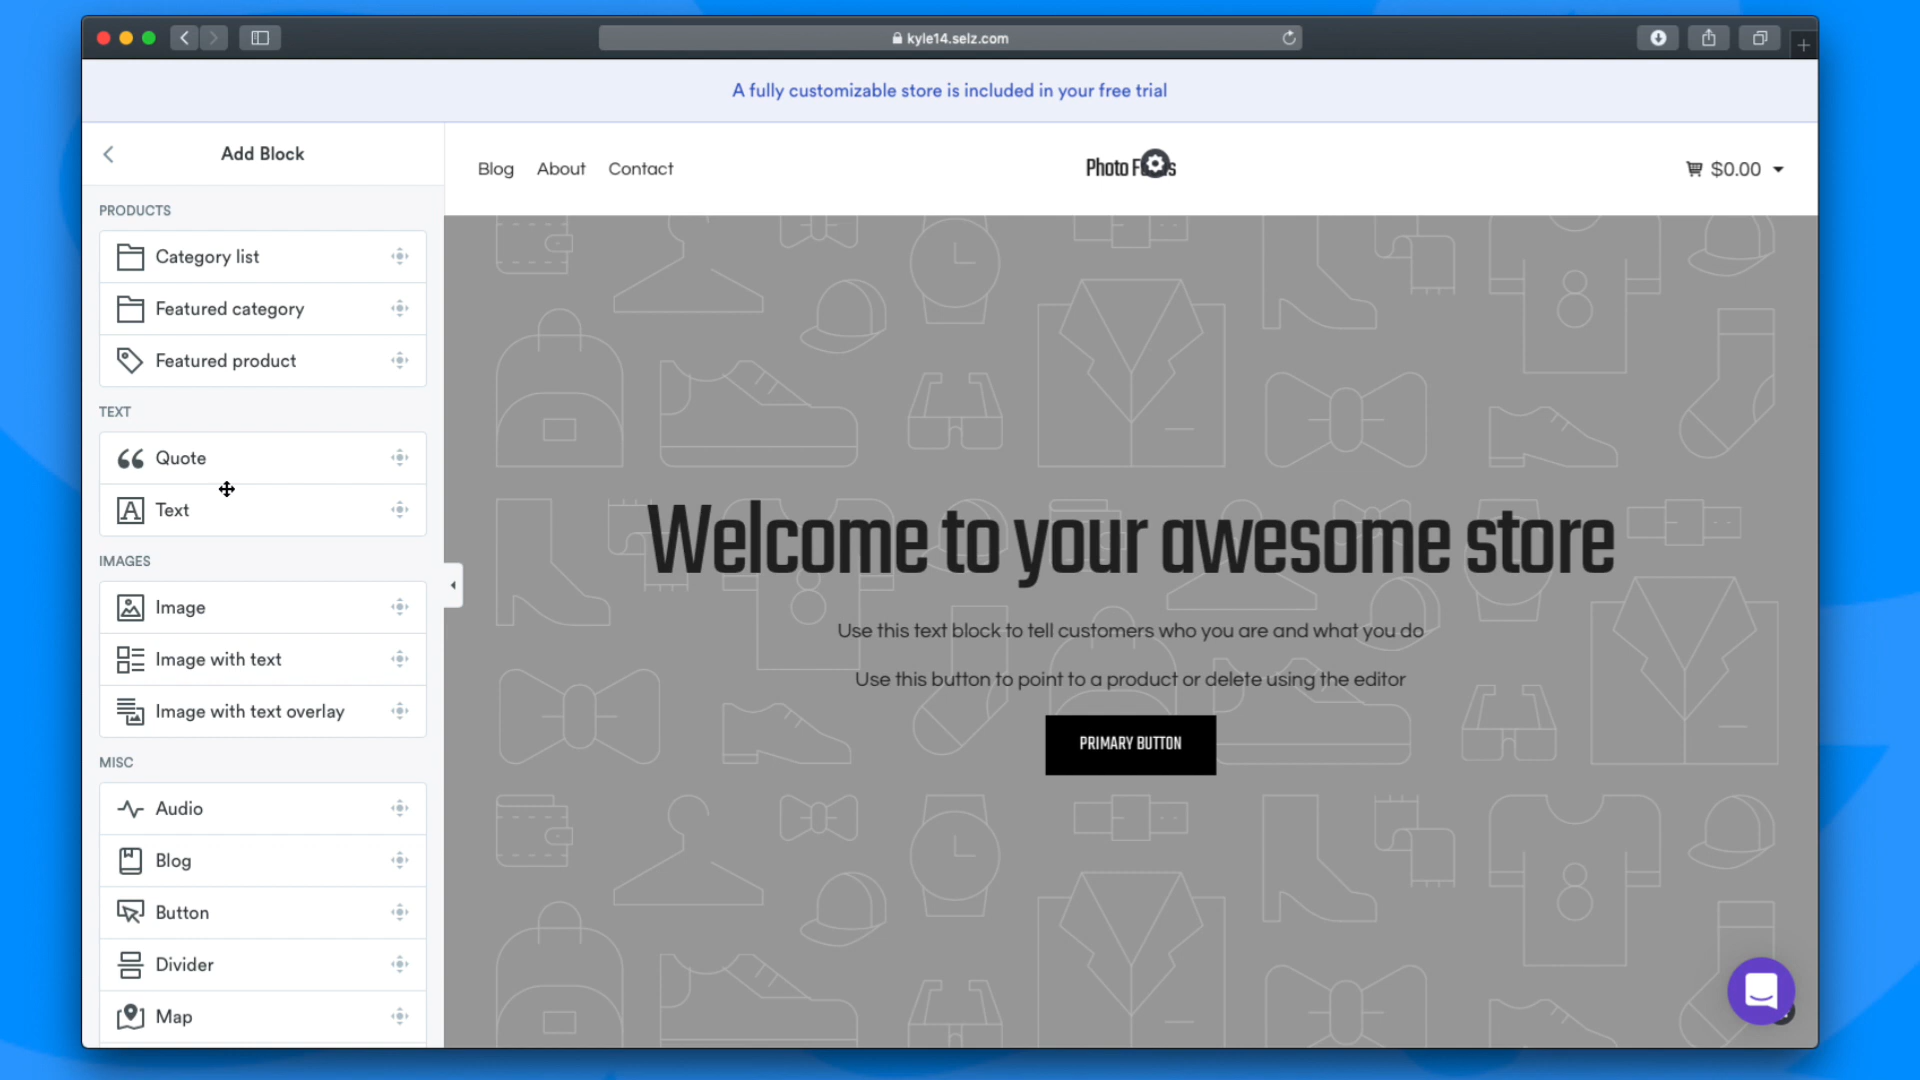 kyle14.selz.com
A fully customizable store is included in your free trial
Add Block
PRODUCTS
Category list
Featured category
Featured product
TEXT
Quote
Text
IMAGES
Image
Image with text
Image with text overlay
MISC
Audio
Blog
Button
Divider
Map
Blog About Contact
Photo
$0.00
Welcome to your awesome store
Use this text block to tell customers who you are and what you do
Use this button to point to a product or delete using the editor
PRIMARY BUTTON